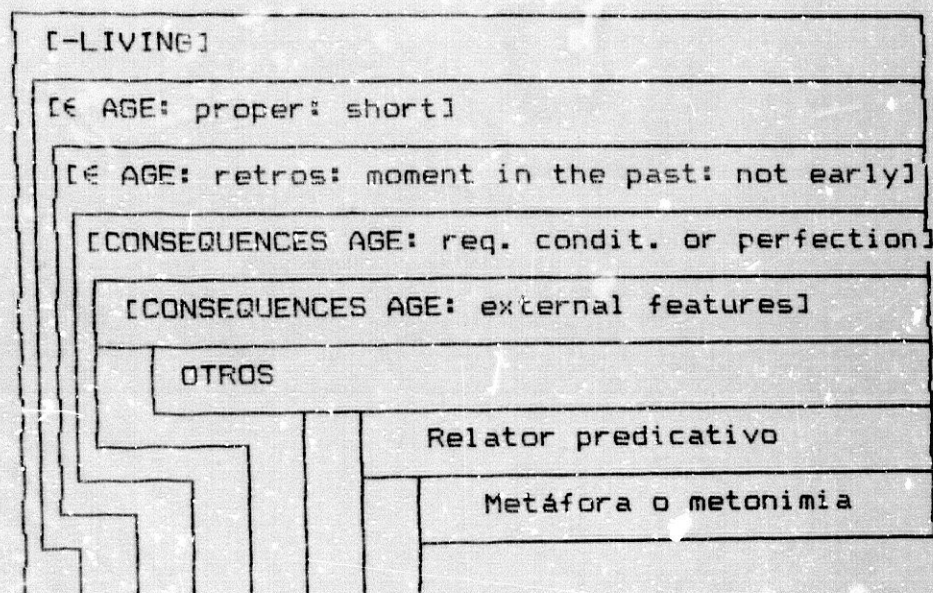 [-LIVING]
[∈ AGE: proper: short]
[∈ AGE: retros: moment in the past: not early]
[CONSEQUENCES AGE: req. condit. or perfection]
[CONSEQUENCES AGE: external features]
OTROS
Relator predicativo
Metáfora o metonimia